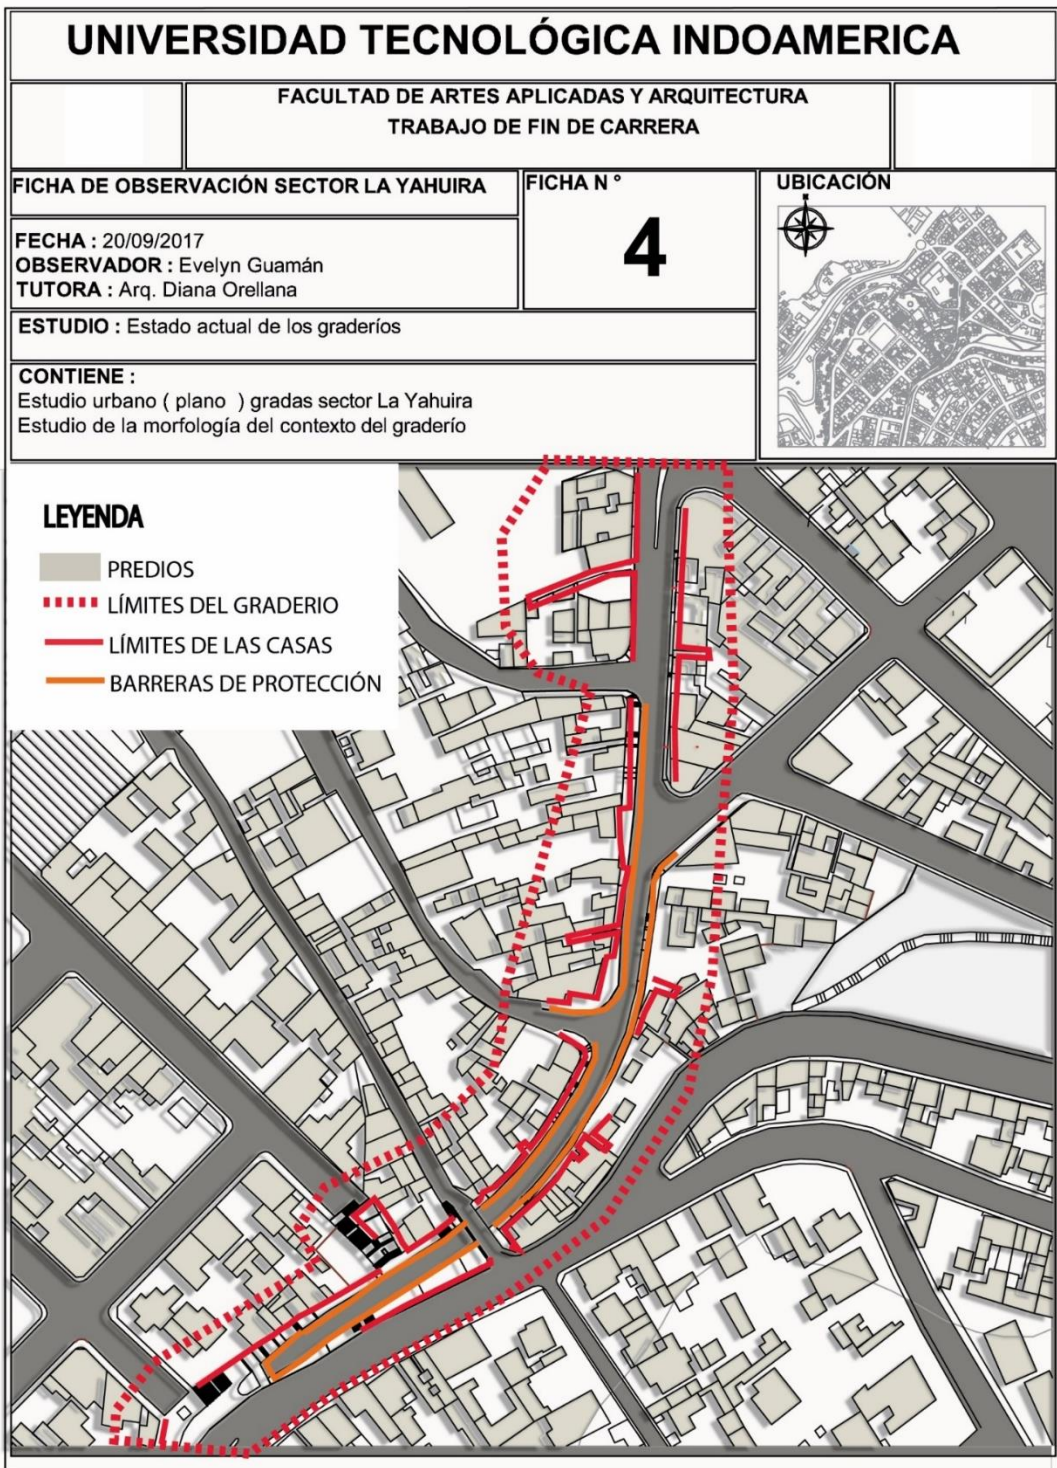 UNIVERSIDAD TECNOLÓGICA INDOAMERICA
FACULTAD DE ARTES APLICADAS Y ARQUITECTURA
TRABAJO DE FIN DE CARRERA
FICHA DE OBSERVACIÓN SECTOR LA YAHUIRA
FICHA N °
4
UBICACIÓN
FECHA : 20/09/2017
OBSERVADOR : Evelyn Guamán
TUTORA : Arq. Diana Orellana
ESTUDIO : Estado actual de los graderíos
CONTIENE :
Estudio urbano ( plano ) gradas sector La Yahuira
Estudio de la morfología del contexto del graderío
LEYENDA
PREDIOS
LÍMITES DEL GRADERIO
LÍMITES DE LAS CASAS
BARRERAS DE PROTECCIÓN